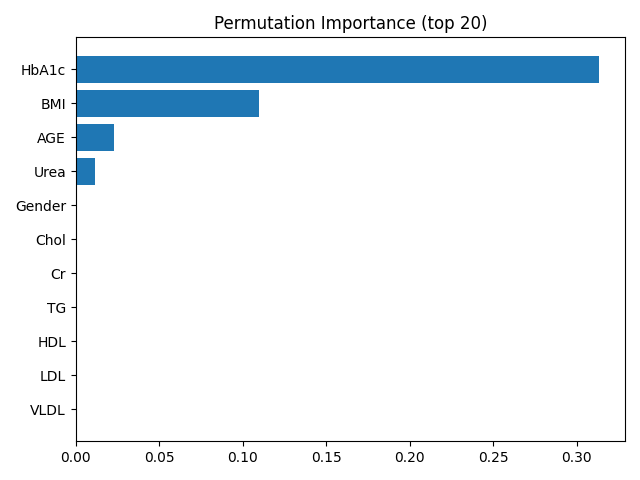 Permutation Importance (top 20)
HbA1c
BMI
AGE
Urea
Gender
Chol
Cr
TG
HDL
LDL
VLDL
0.00 0.05 0.10 0.15 0.20 0.25 0.30